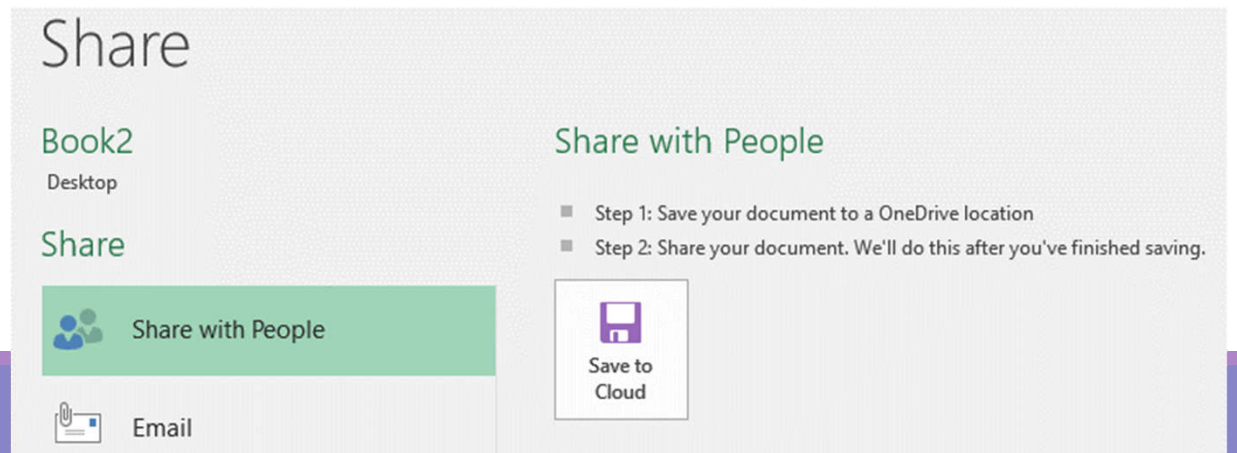 Share
Book2
Desktop
Share
Share with People
Email
Share with People
Step 1: Save your document to a OneDrive location
Step 2: Share your document. We'll do this after you've finished saving.
Save to
Cloud